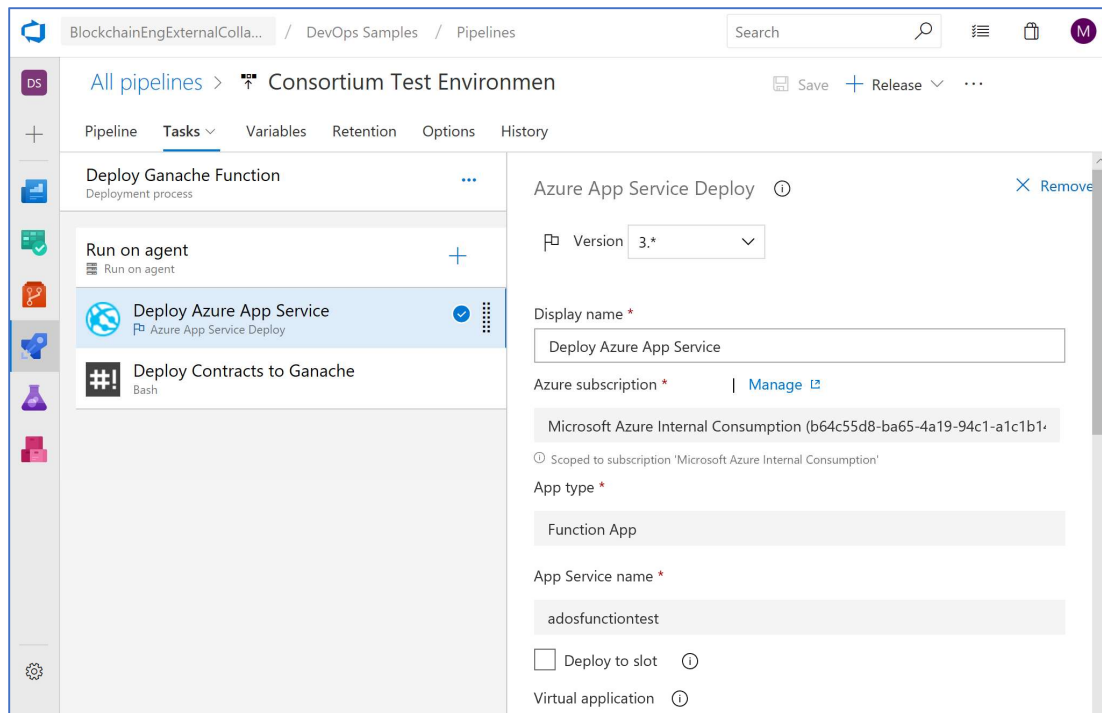 BlockchainEngExternalColla... / DevOps Samples / Pipelines
Search
M
DS
All pipelines > Consortium Test Environmen
Save + Release ...
Pipeline Tasks Variables Retention Options History
Deploy Ganache Function
Deployment process
...
Run on agent
Run on agent
Deploy Azure App Service
Azure App Service Deploy
#!
Deploy Contracts to Ganache
Bash
Azure App Service Deploy
Remove
Version 3.*
Display name *
Deploy Azure App Service
Azure subscription * | Manage
Microsoft Azure Internal Consumption (b64c55d8-ba65-4a19-94c1-a1c1b14
Scoped to subscription 'Microsoft Azure Internal Consumption'
App type *
Function App
App Service name *
adosfunctiontest
Deploy to slot
Virtual application